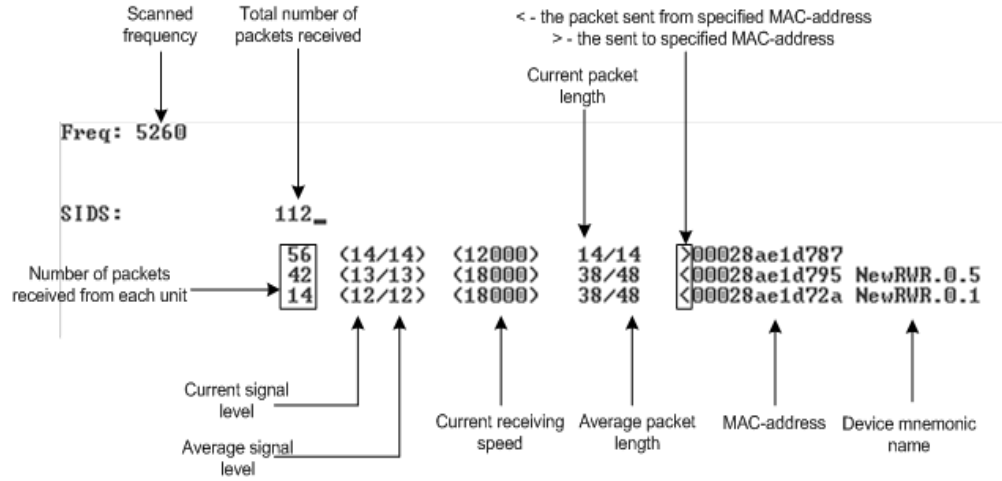 Scanned frequency
Total number of packets received
< - the packet sent from specified MAC-address
> - the sent to specified MAC-address
Current packet length
Freq: 5260
SIDS: 112_
56 (14/14) (12000) 14/14 >00028ae1d787
42 (13/13) (18000) 38/48 <00028ae1d795 NewRWR.0.5
14 (12/12) (18000) 38/48 <00028ae1d72a NewRWR.0.1
Number of packets received from each unit
Current signal level
Average signal level
Current receiving speed
Average packet length
MAC-address
Device mnemonic name